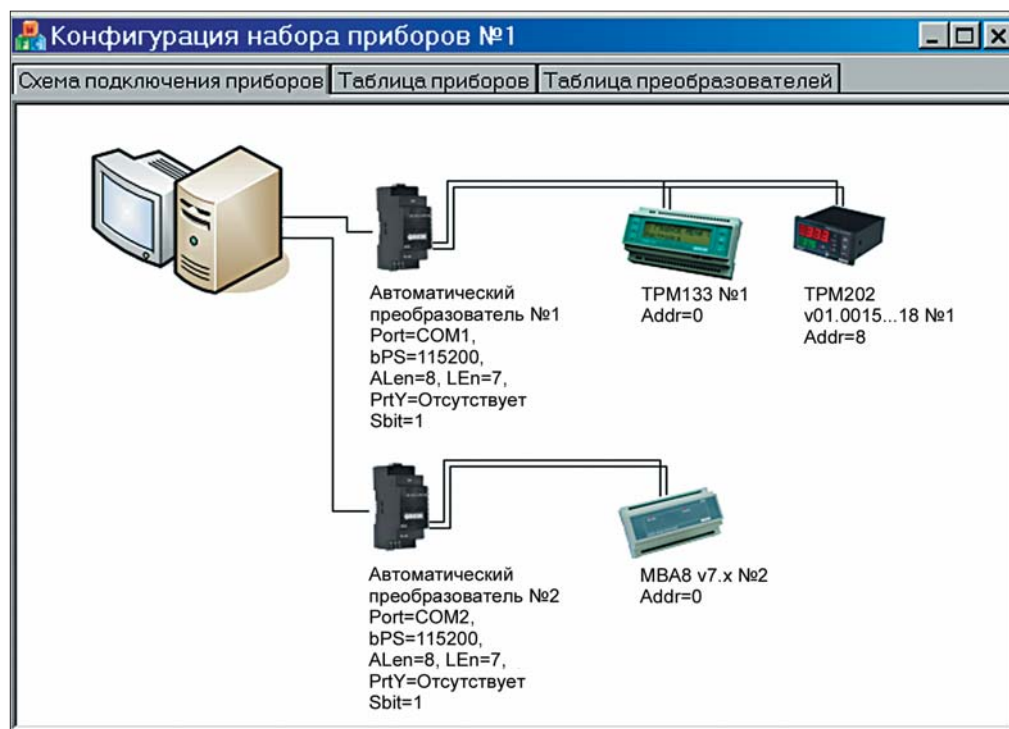 Конфигурация набора приборов №1
Схема подключения приборов Таблица приборов Таблица преобразователей
Автоматический
преобразователь №1
Port=COM1,
bPS=115200,
ALen=8, LEn=7,
PrtY=Отсутствует
Sbit=1
ТРМ133 №1
Addr=0
ТРМ202
v01.0015...18 №1
Addr=8
Автоматический
преобразователь №2
Port=COM2,
bPS=115200,
ALen=8, LEn=7,
PrtY=Отсутствует
Sbit=1
МВА8 v7.x №2
Addr=0